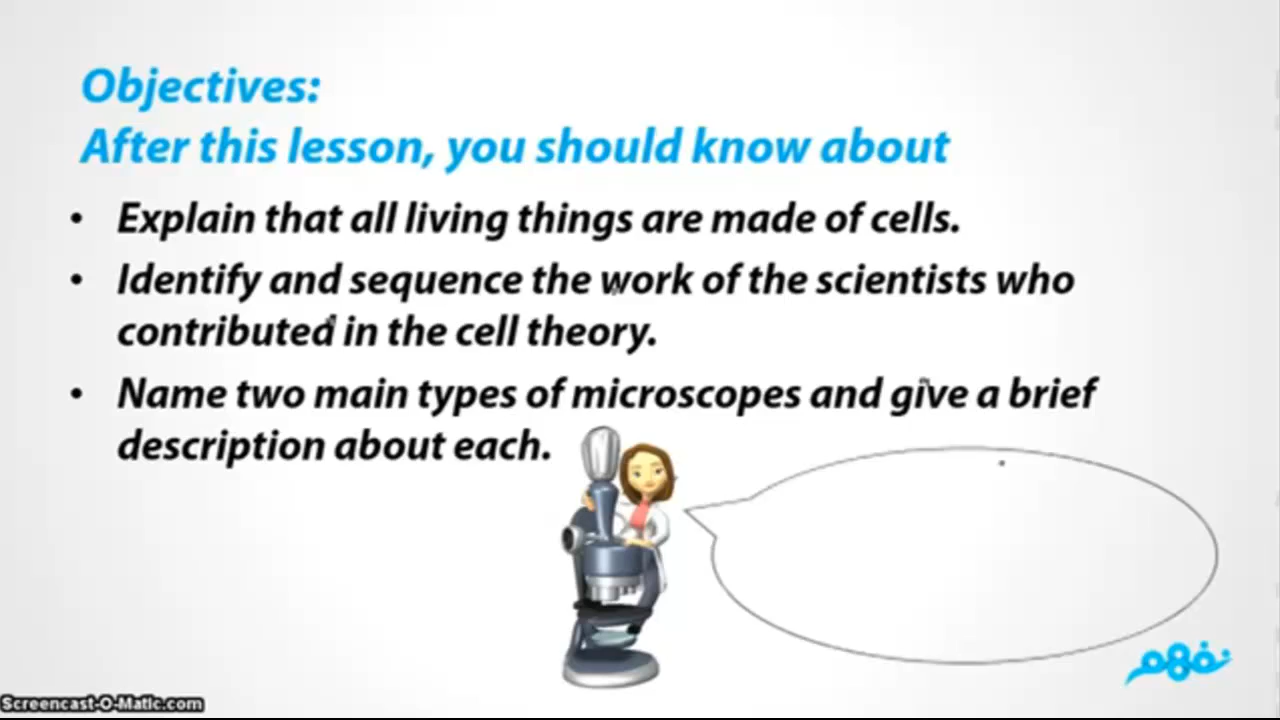 Objectives:
After this lesson, you should know about
• Explain that all living things are made of cells.
• Identify and sequence the work of the scientists who
contributed in the cell theory.
• Name two main types of microscopes and give a brief
description about each.
نفهم
Screencast-O-Matic.com